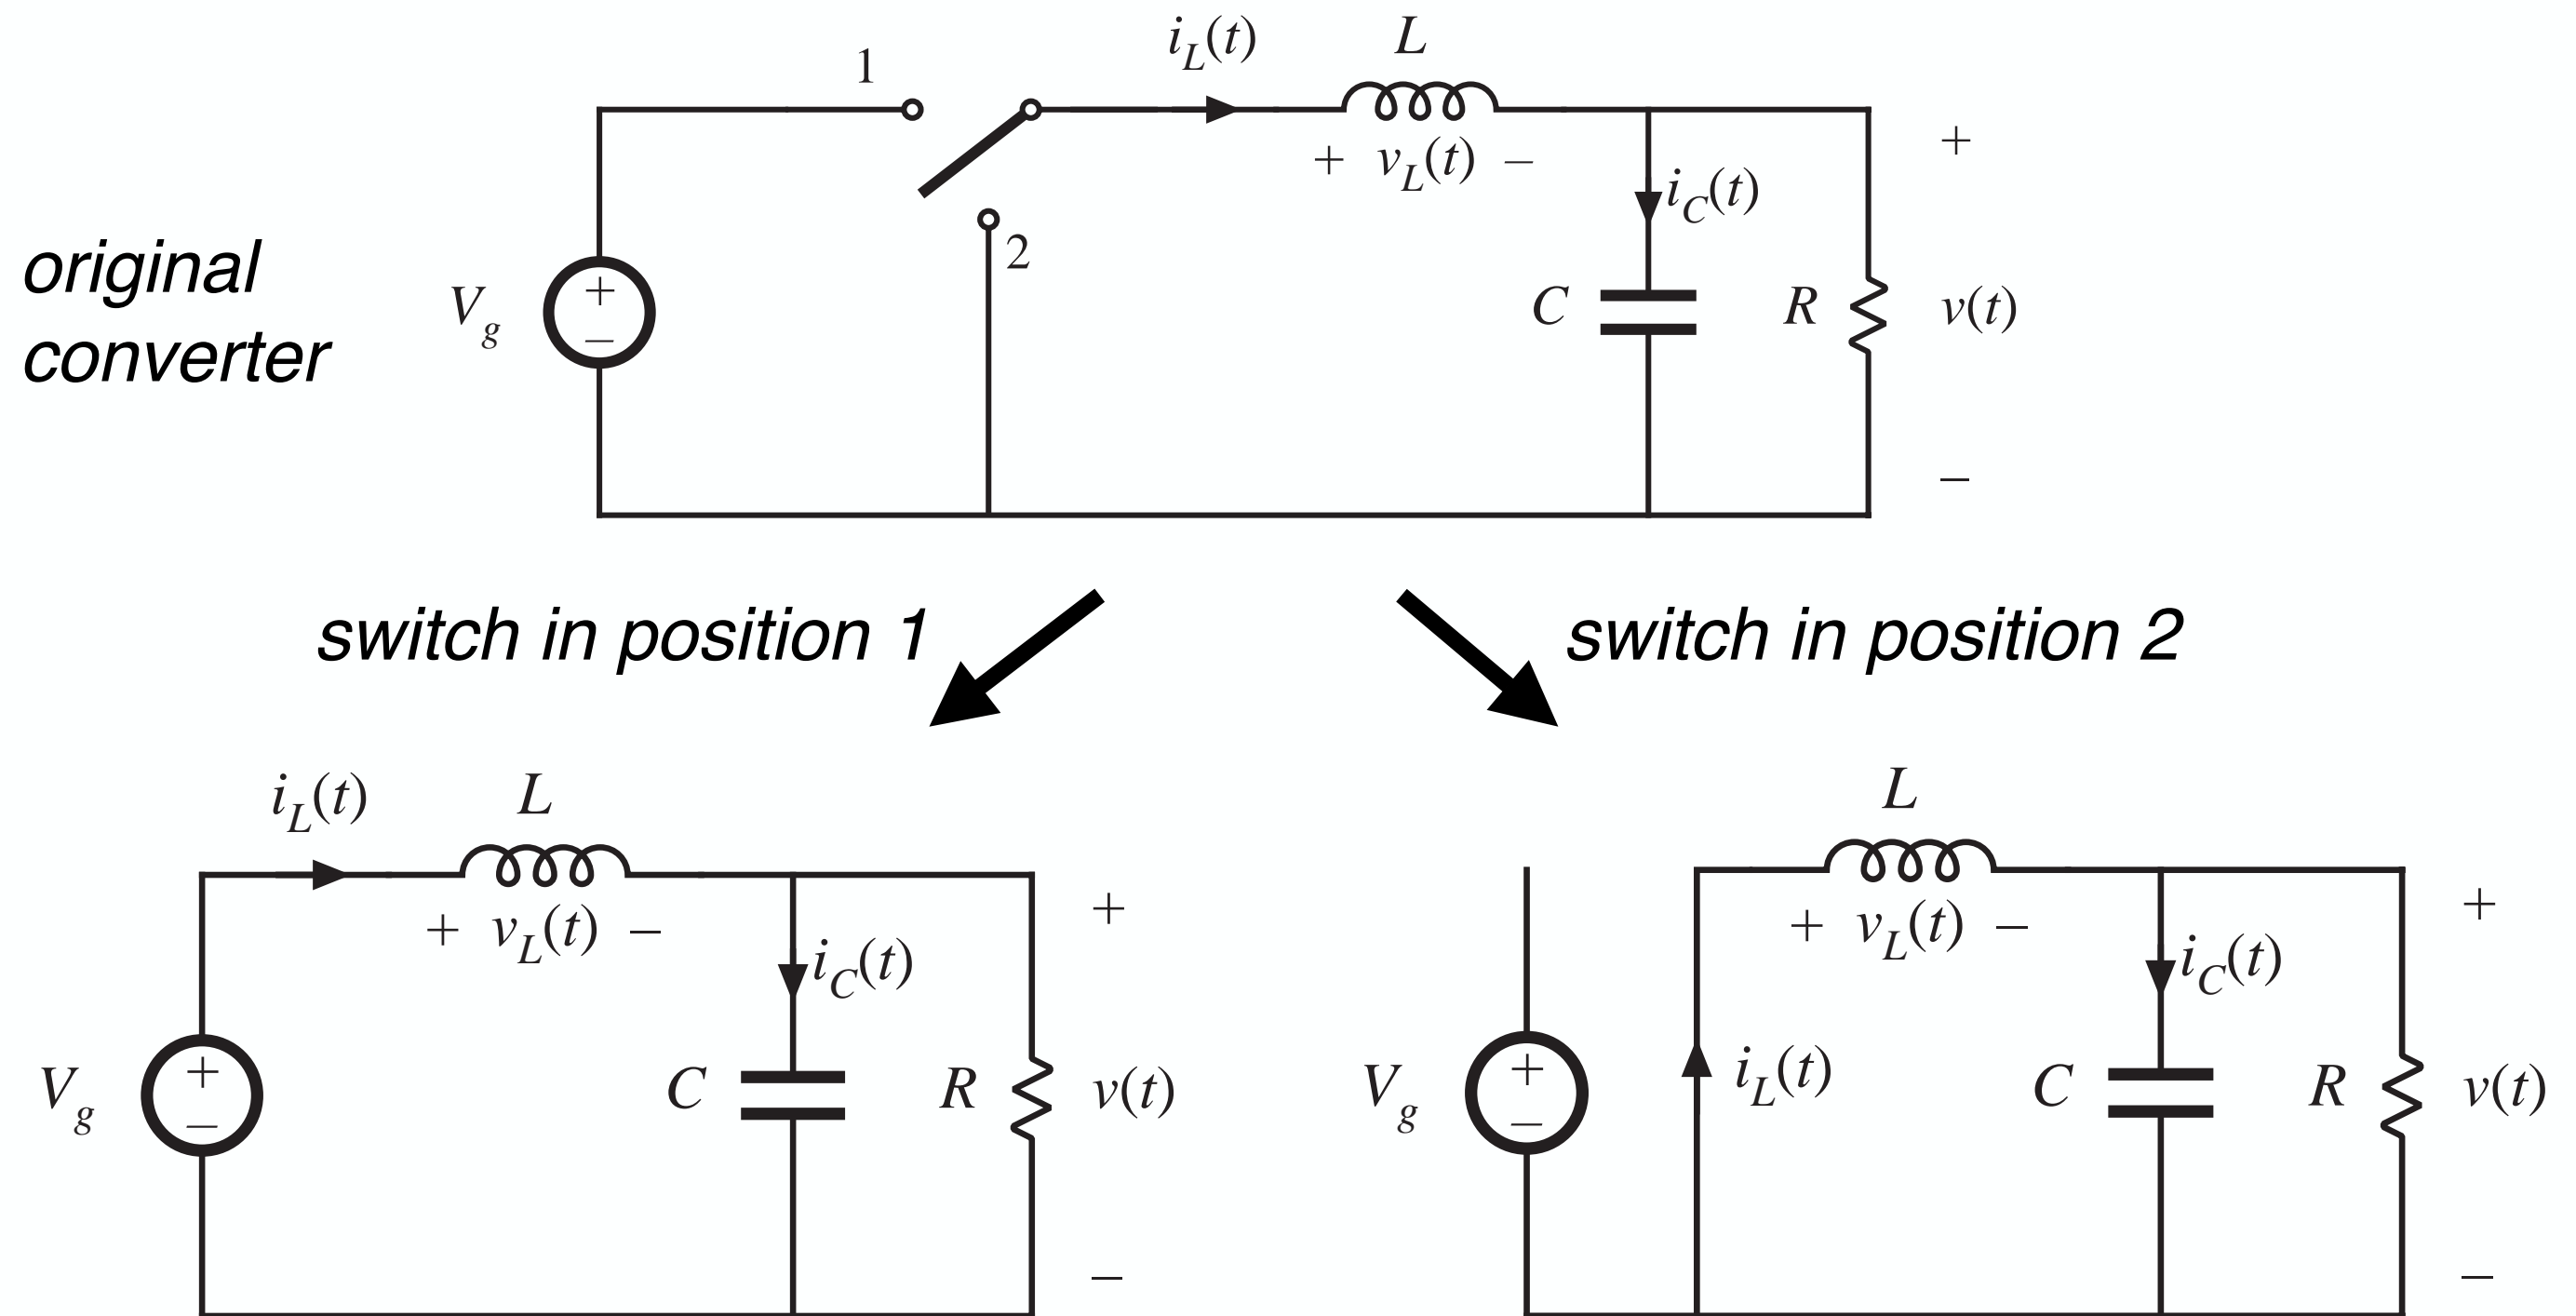 original
converter
1
2
i_L(t)
L
+ v_L(t) –
i_C(t)
V_g
+
–
C
R
+
v(t)
–
switch in position 1
switch in position 2
i_L(t)
L
+ v_L(t) –
i_C(t)
V_g
+
–
C
R
+
v(t)
–
L
+ v_L(t) –
i_C(t)
V_g
+
–
i_L(t)
C
R
+
v(t)
–